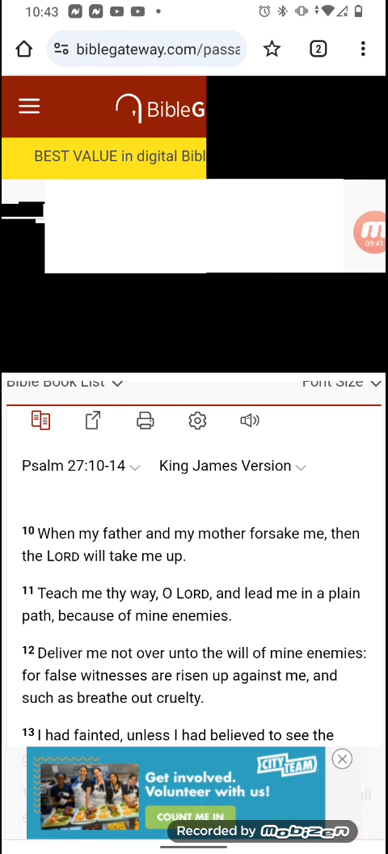 10:43
2
biblegateway.com/passa
BibleG
BEST VALUE in digital Bibl
09:41
Bible Book List
Font Size
Psalm 27:10-14 King James Version
10 When my father and my mother forsake me, then
the LORD will take me up.
11 Teach me thy way, O LORD, and lead me in a plain
path, because of mine enemies.
12 Deliver me not over unto the will of mine enemies:
for false witnesses are risen up against me, and
such as breathe out cruelty.
13 I had fainted, unless I had believed to see the
CITY
TEAM
Get involved.
Volunteer with us!
COUNT ME IN
Recorded by mobizen